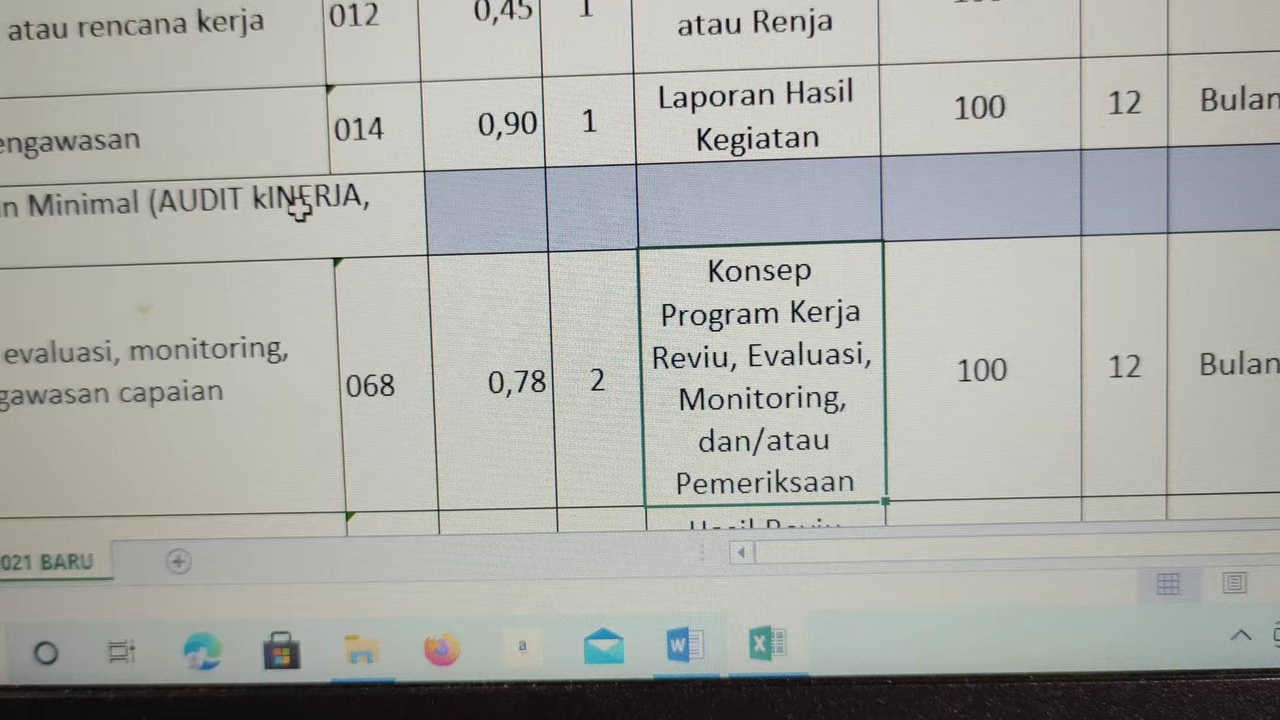 atau rencana kerja
012
0,45
1
atau Renja
engawasan
014
0,90
1
Laporan Hasil
Kegiatan
100
12
Bulan
n Minimal (AUDIT kINERJA,
evaluasi, monitoring,
gawasan capaian
068
0,78
2
Konsep
Program Kerja
Reviu, Evaluasi,
Monitoring,
dan/atau
Pemeriksaan
100
12
Bulan
021 BARU
a